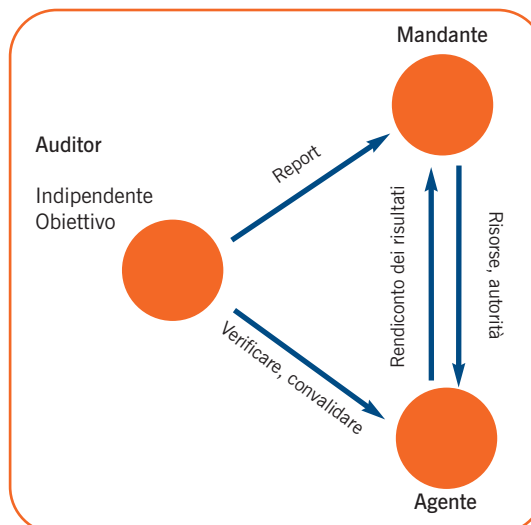 Mandante
Auditor
Indipendente
Obiettivo
Report
Verificare, convalidare
Rendiconto dei risultati
Risorse, autorità
Agente